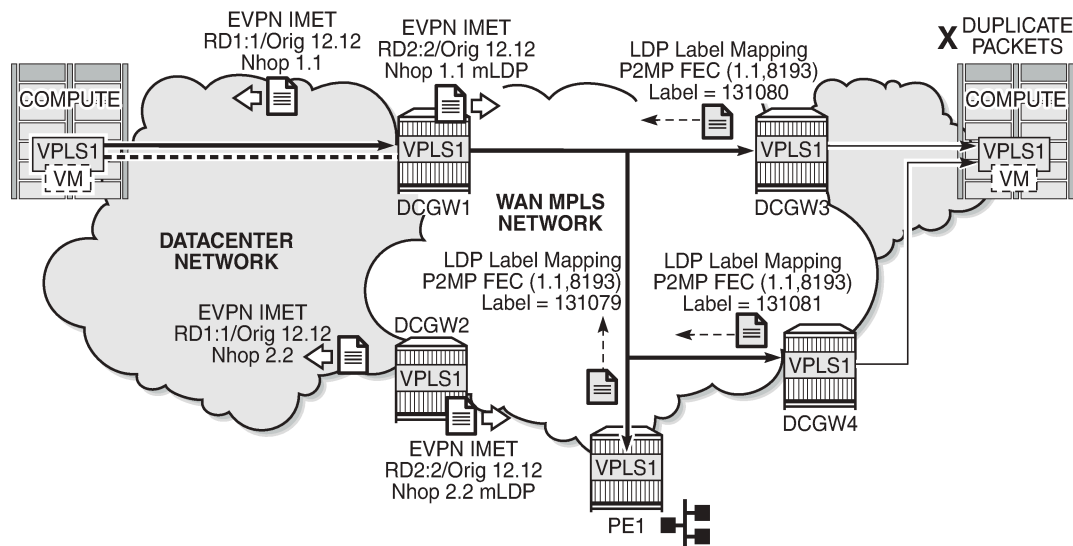 EVPN IMET
RD1:1/Orig 12.12
Nhop 1.1
EVPN IMET
RD2:2/Orig 12.12
Nhop 1.1 mLDP
LDP Label Mapping
P2MP FEC (1.1,8193)
Label = 131080
X DUPLICATE
PACKETS
COMPUTE
VPLS1
VM
VPLS1
DCGW1
VPLS1
DCGW3
COMPUTE
VPLS1
VM
WAN MPLS
NETWORK
DATACENTER
NETWORK
LDP Label Mapping
P2MP FEC (1.1,8193)
Label = 131079
LDP Label Mapping
P2MP FEC (1.1,8193)
Label = 131081
EVPN IMET
RD1:1/Orig 12.12
Nhop 2.2
DCGW2
VPLS1
VPLS1
DCGW4
EVPN IMET
RD2:2/Orig 12.12
Nhop 2.2 mLDP
VPLS1
PE1